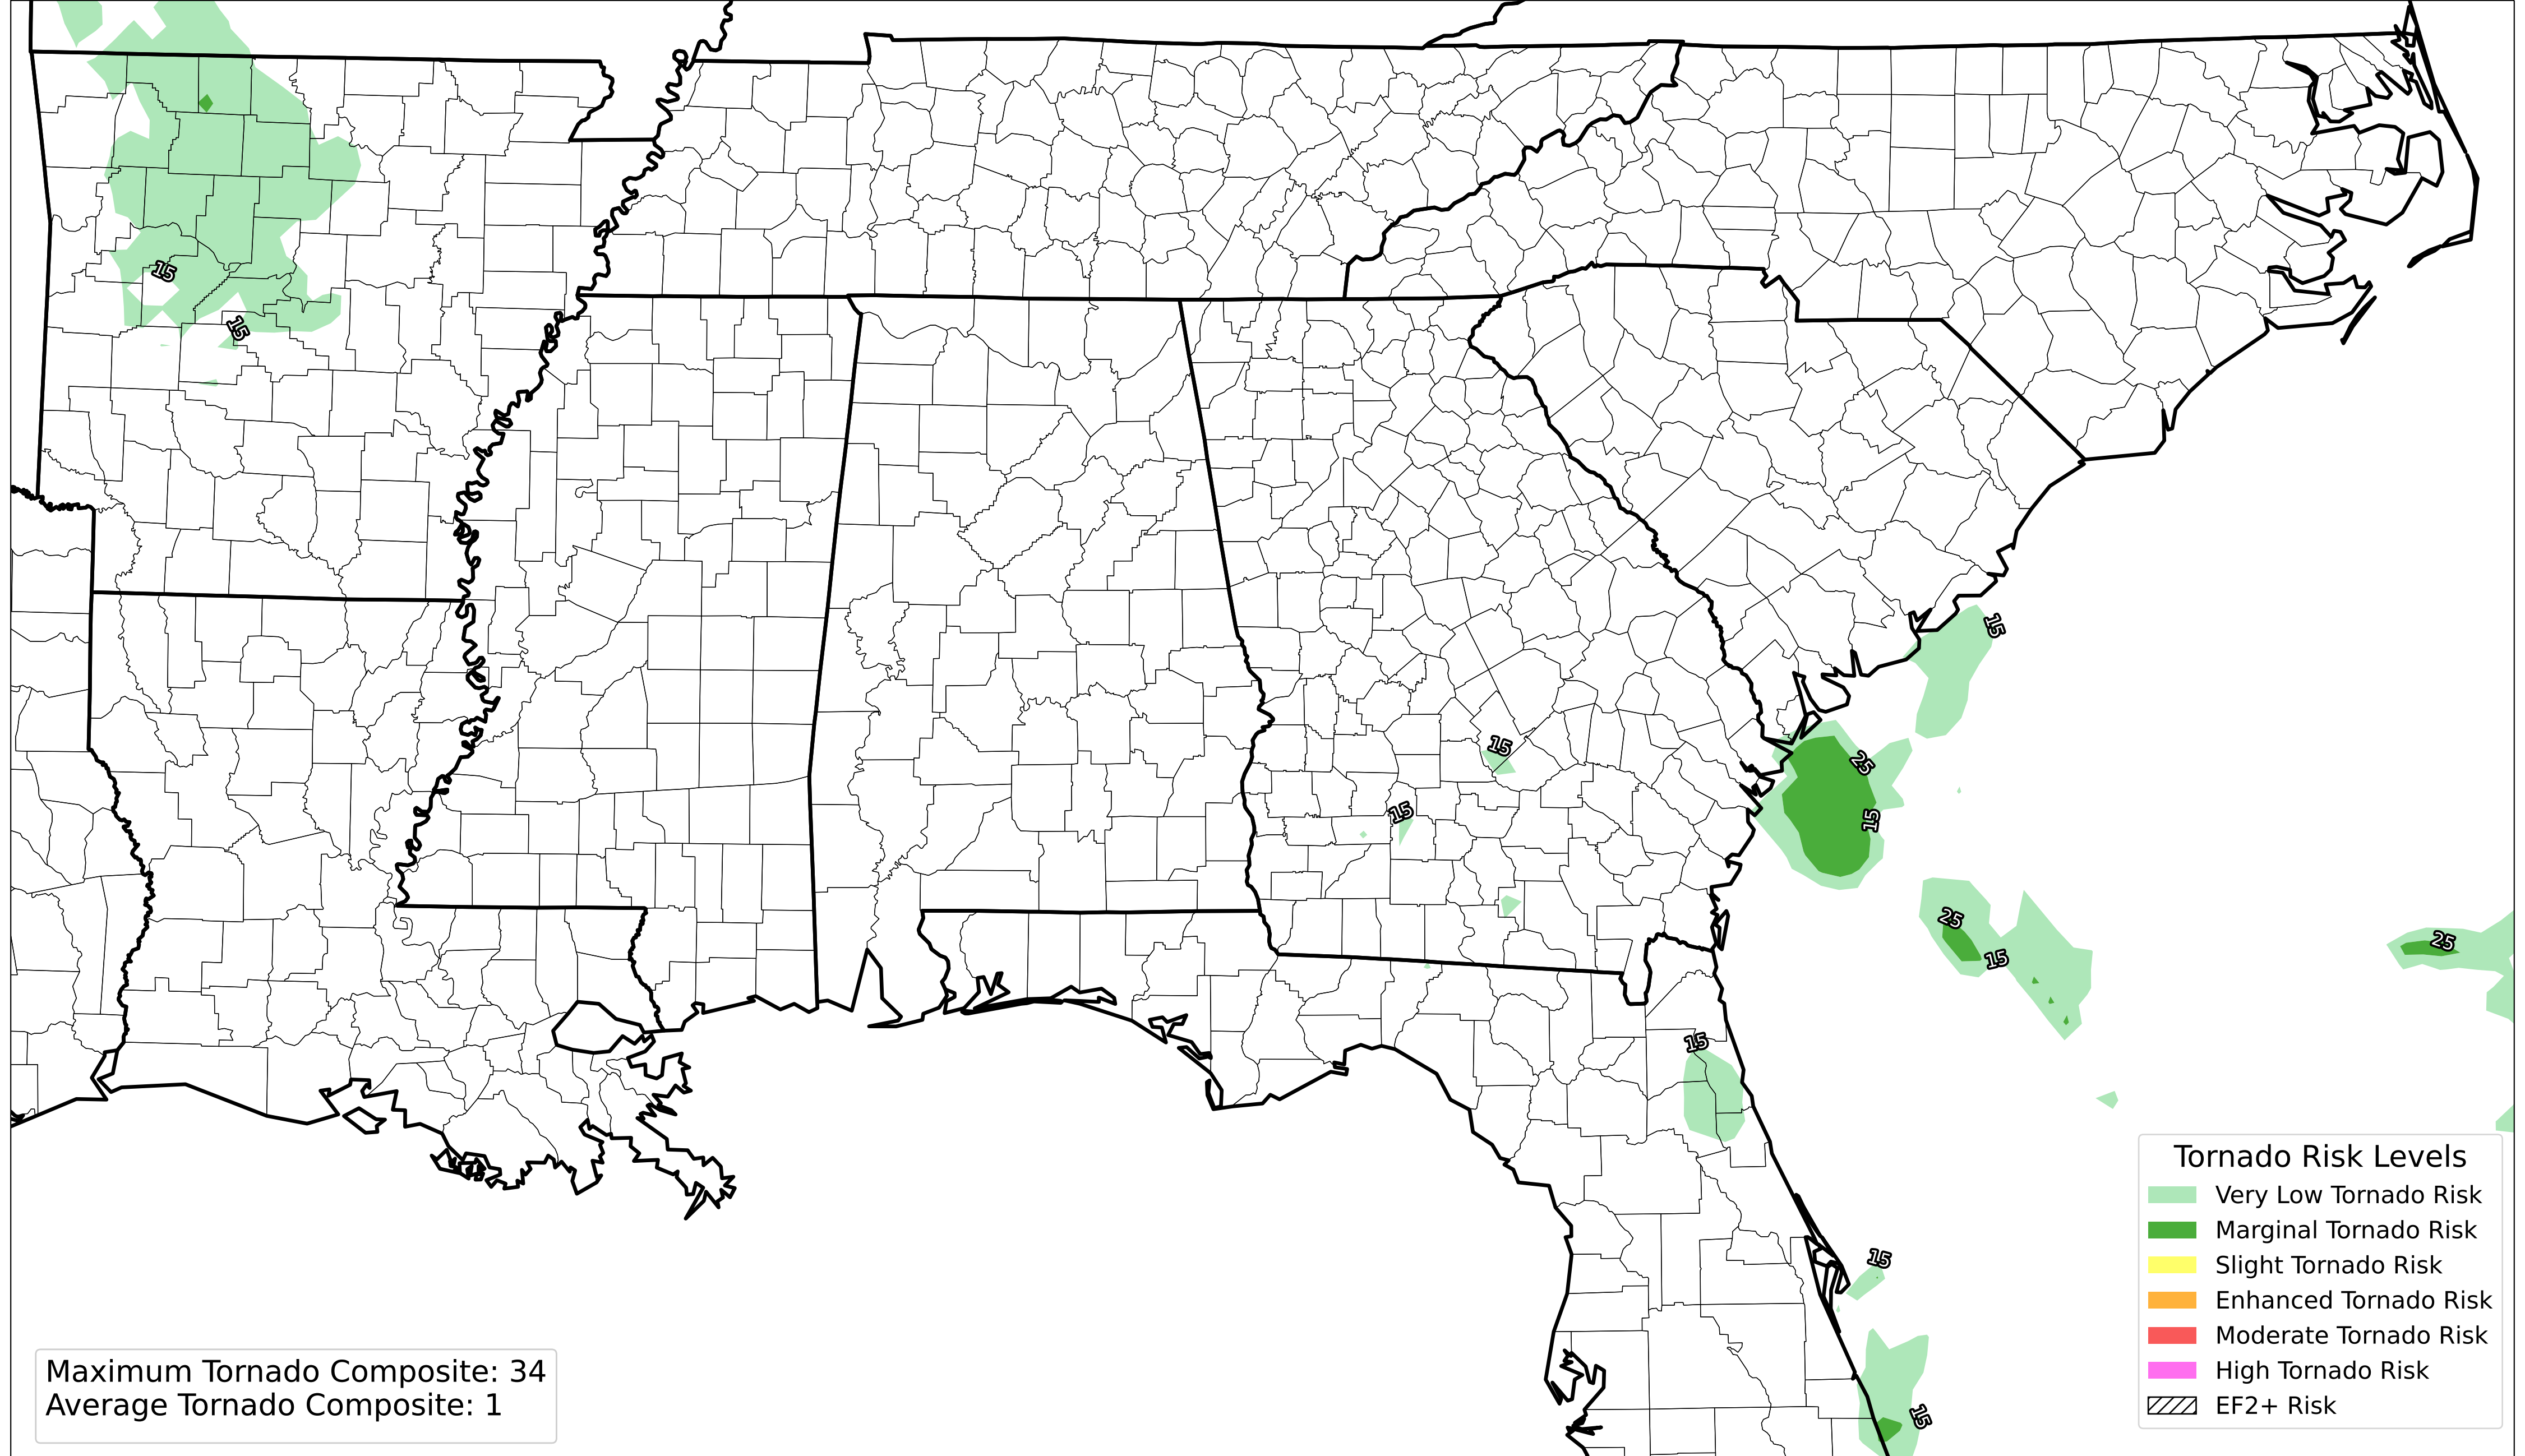 15
15
15
25
15
15
15
25
25
15
15
15
15
Tornado Risk Levels
Very Low Tornado Risk
Marginal Tornado Risk
Slight Tornado Risk
Enhanced Tornado Risk
Moderate Tornado Risk
High Tornado Risk
EF2+ Risk
Maximum Tornado Composite: 34
Average Tornado Composite: 1